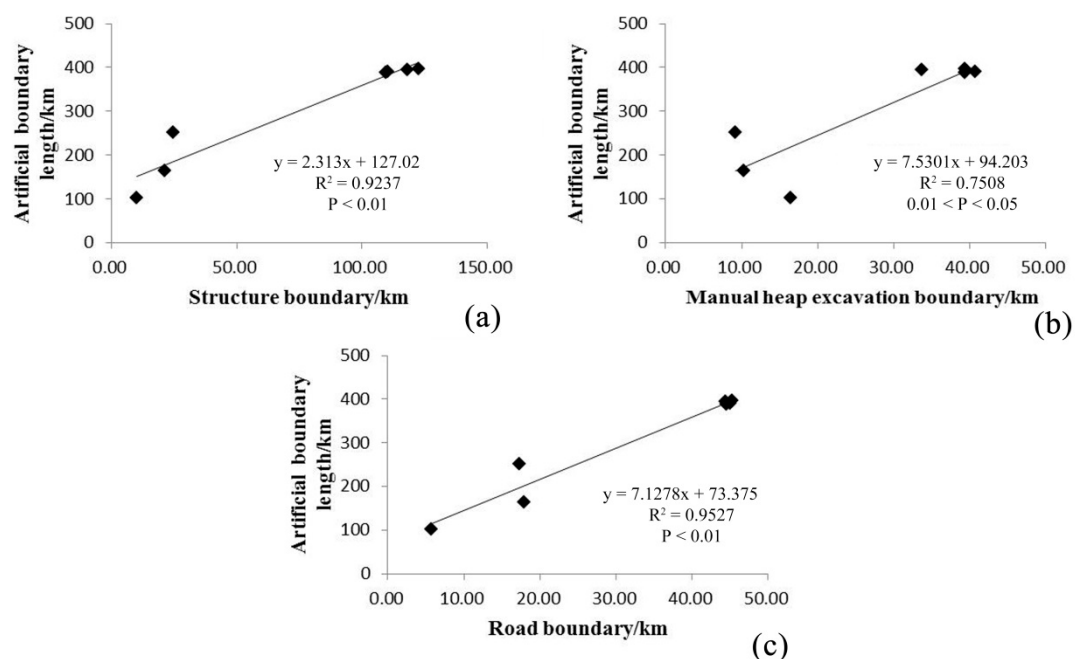 500
400
300
200
100
0
Artificial boundary
length/km
0.00 50.00 100.00 150.00
Structure boundary/km
y = 2.313x + 127.02
R² = 0.9237
P < 0.01
(a)
500
400
300
200
100
0
Artificial boundary
length/km
0.00 10.00 20.00 30.00 40.00 50.00
Manual heap excavation boundary/km
y = 7.5301x + 94.203
R² = 0.7508
0.01 < P < 0.05
(b)
500
400
300
200
100
0
Artificial boundary
length/km
0.00 10.00 20.00 30.00 40.00 50.00
Road boundary/km
y = 7.1278x + 73.375
R² = 0.9527
P < 0.01
(c)